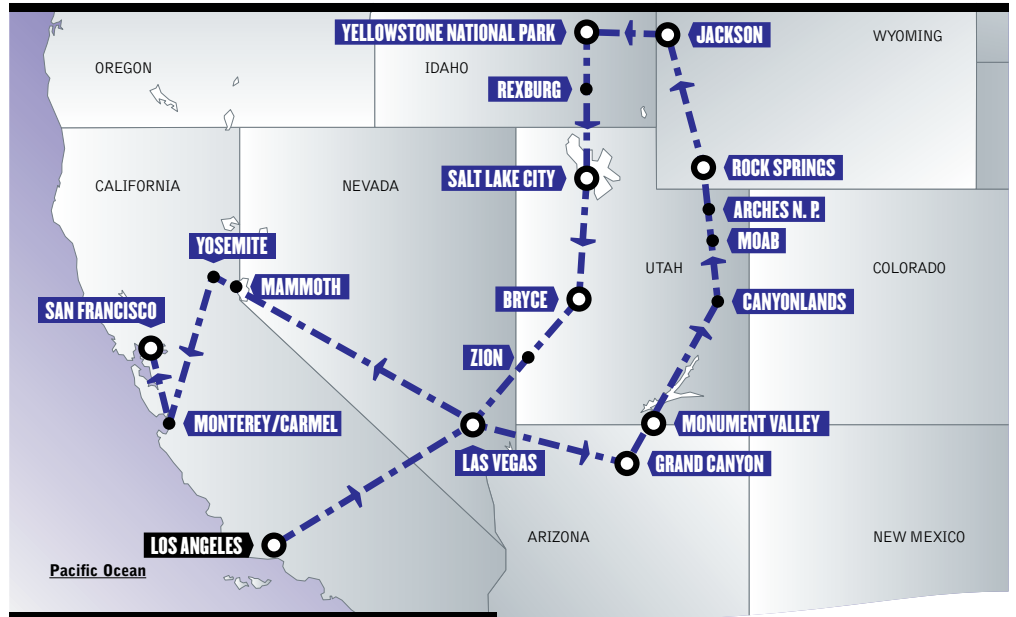 YELLOWSTONE NATIONAL PARK
JACKSON
WYOMING
OREGON
IDAHO
REXBURG
ROCK SPRINGS
SALT LAKE CITY
CALIFORNIA
NEVADA
ARCHES N. P.
MOAB
YOSEMITE
UTAH
COLORADO
MAMMOTH
BRYCE
CANYONLANDS
SAN FRANCISCO
ZION
MONTEREY/CARMEL
MONUMENT VALLEY
LAS VEGAS
GRAND CANYON
LOS ANGELES
ARIZONA
NEW MEXICO
Pacific Ocean